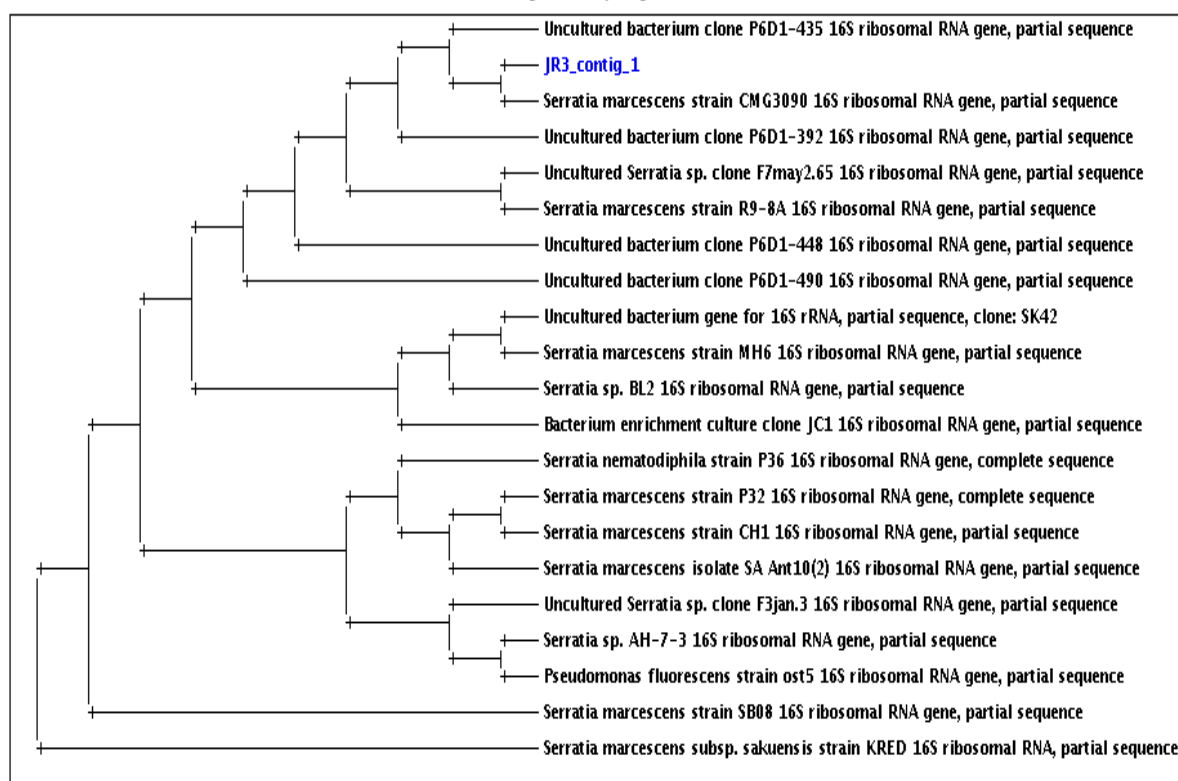 Uncultured bacterium clone P6D1-435 16S ribosomal RNA gene, partial sequence
JR3_contig_1
Serratia marcescens strain CMG3090 16S ribosomal RNA gene, partial sequence
Uncultured bacterium clone P6D1-392 16S ribosomal RNA gene, partial sequence
Uncultured Serratia sp. clone F7may2.65 16S ribosomal RNA gene, partial sequence
Serratia marcescens strain R9-8A 16S ribosomal RNA gene, partial sequence
Uncultured bacterium clone P6D1-448 16S ribosomal RNA gene, partial sequence
Uncultured bacterium clone P6D1-490 16S ribosomal RNA gene, partial sequence
Uncultured bacterium gene for 16S rRNA, partial sequence, clone: SK42
Serratia marcescens strain MH6 16S ribosomal RNA gene, partial sequence
Serratia sp. BL2 16S ribosomal RNA gene, partial sequence
Bacterium enrichment culture clone JC1 16S ribosomal RNA gene, partial sequence
Serratia nematodiphila strain P36 16S ribosomal RNA gene, complete sequence
Serratia marcescens strain P32 16S ribosomal RNA gene, complete sequence
Serratia marcescens strain CH1 16S ribosomal RNA gene, partial sequence
Serratia marcescens isolate SA Ant10(2) 16S ribosomal RNA gene, partial sequence
Uncultured Serratia sp. clone F3jan.3 16S ribosomal RNA gene, partial sequence
Serratia sp. AH-7-3 16S ribosomal RNA gene, partial sequence
Pseudomonas fluorescens strain ost5 16S ribosomal RNA gene, partial sequence
Serratia marcescens strain SB08 16S ribosomal RNA gene, partial sequence
Serratia marcescens subsp. sakuensis strain KRED 16S ribosomal RNA, partial sequence